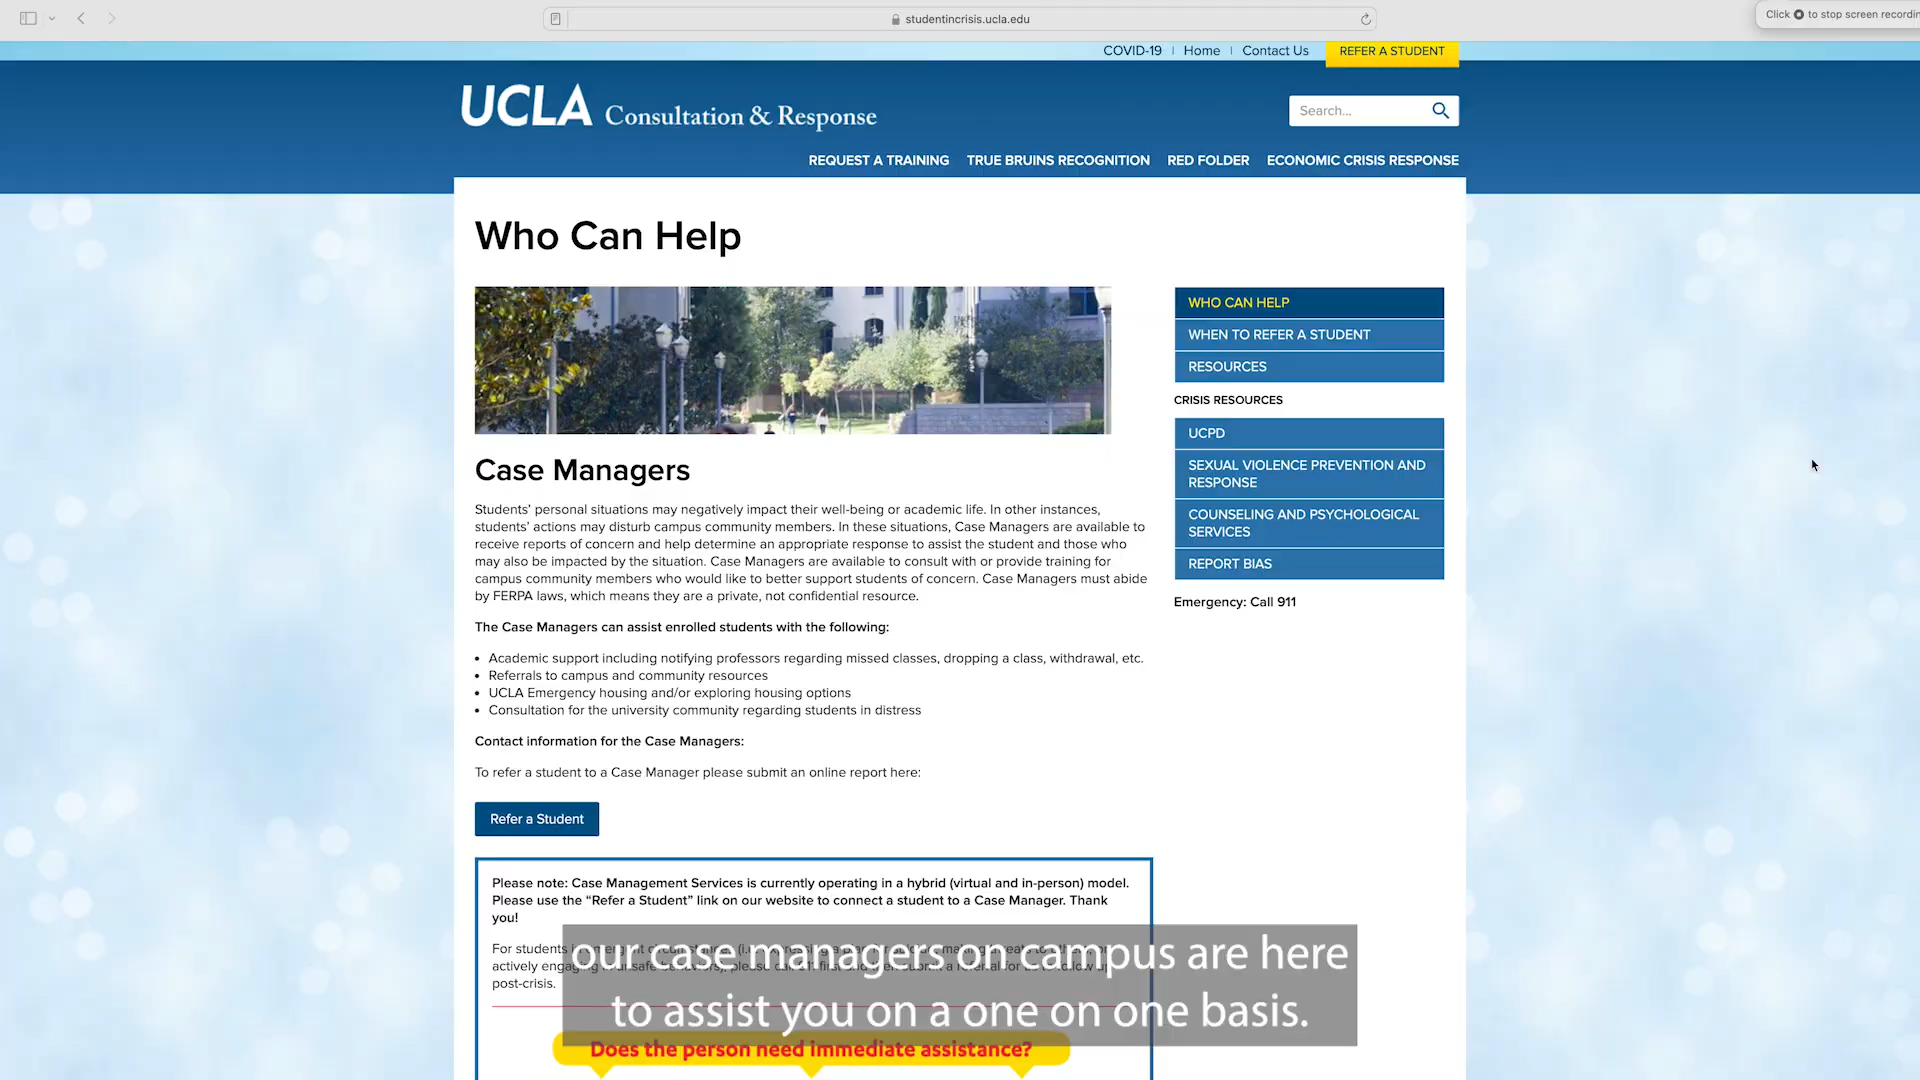 studentincrisis.ucla.edu
Click to stop screen recordin
COVID-19 | Home | Contact Us
REFER A STUDENT
UCLA Consultation & Response
Search...
REQUEST A TRAINING TRUE BRUINS RECOGNITION RED FOLDER ECONOMIC CRISIS RESPONSE
Who Can Help
Case Managers
Students' personal situations may negatively impact their well-being or academic life. In other instances,
students' actions may disturb campus community members. In these situations, Case Managers are available to
receive reports of concern and help determine an appropriate response to assist the student and those who
may also be impacted by the situation. Case Managers are available to consult with or provide training for
campus community members who would like to better support students of concern. Case Managers must abide
by FERPA laws, which means they are a private, not confidential resource.
The Case Managers can assist enrolled students with the following:
• Academic support including notifying professors regarding missed classes, dropping a class, withdrawal, etc.
• Referrals to campus and community resources
• UCLA Emergency housing and/or exploring housing options
• Consultation for the university community regarding students in distress
Contact information for the Case Managers:
To refer a student to a Case Manager please submit an online report here:
Refer a Student
Please note: Case Management Services is currently operating in a hybrid (virtual and in-person) model.
Please use the “Refer a Student” link on our website to connect a student to a Case Manager. Thank
you!
For students
actively
post-crisis.
Does the person need immediate assistance?
WHO CAN HELP
WHEN TO REFER A STUDENT
RESOURCES
CRISIS RESOURCES
UCPD
SEXUAL VIOLENCE PREVENTION AND
RESPONSE
COUNSELING AND PSYCHOLOGICAL
SERVICES
REPORT BIAS
Emergency: Call 911
our case managers on campus are here
to assist you on a one on one basis.